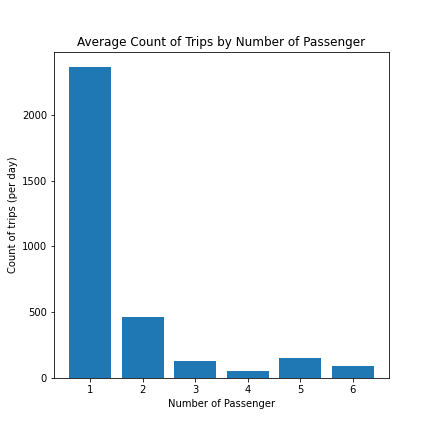 Average Count of Trips by Number of Passenger
Count of trips (per day)
2000
1500
1000
500
0
1 2 3 4 5 6
Number of Passenger